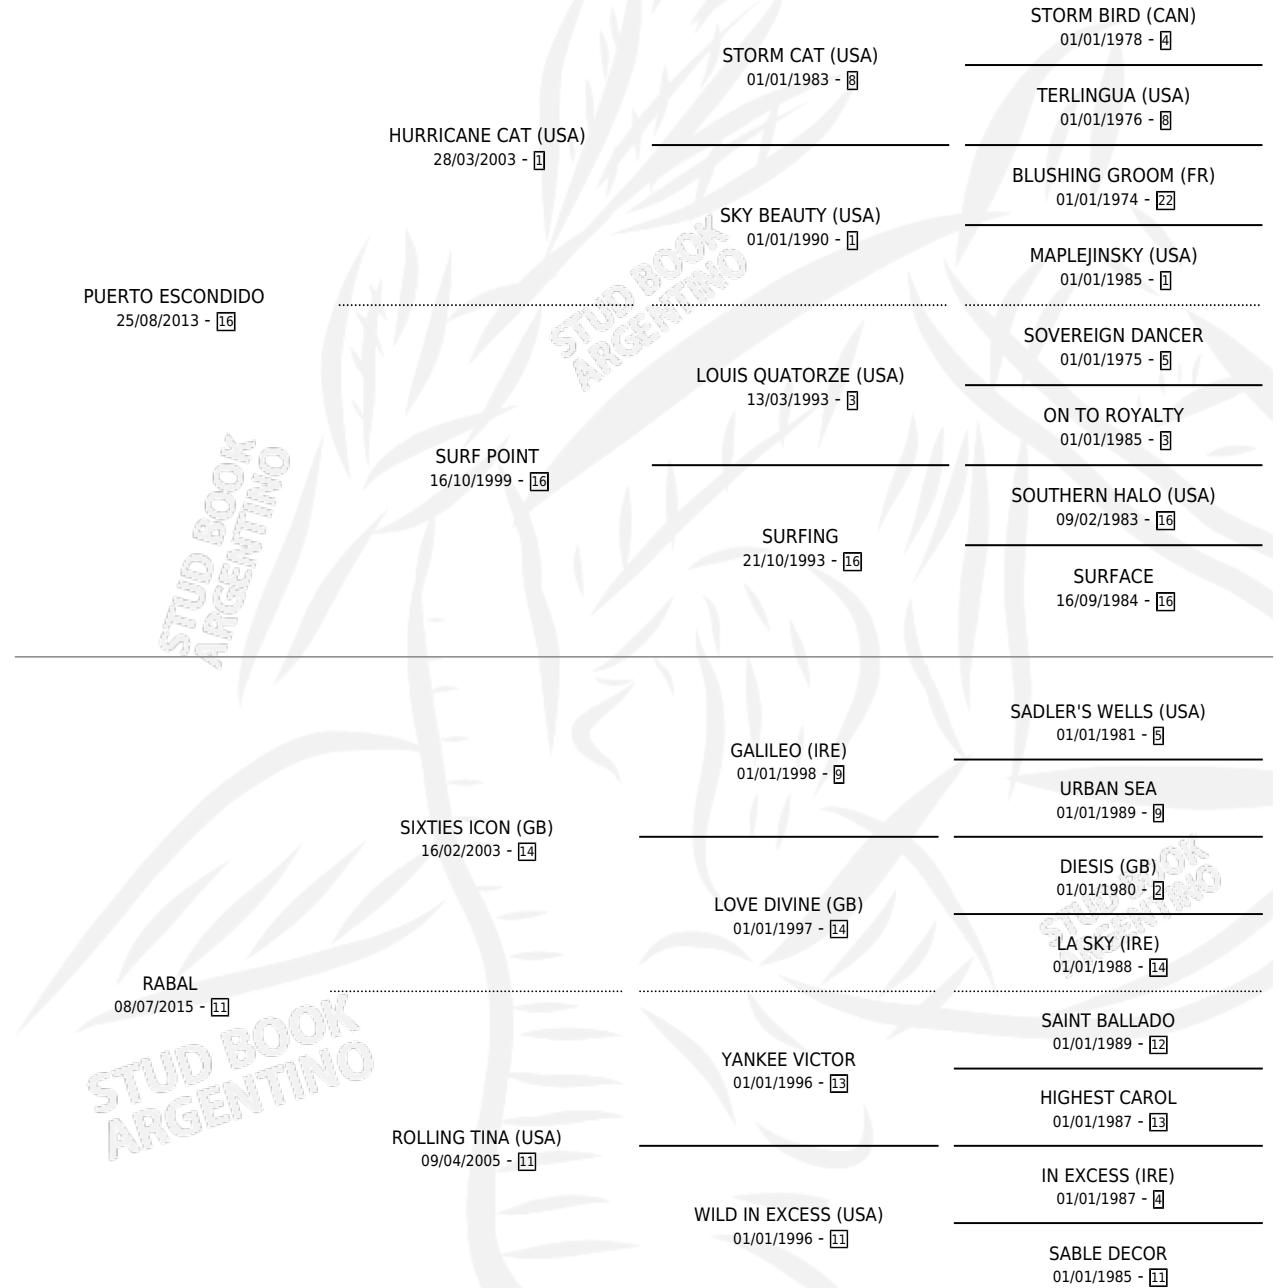 STORM BIRD (CAN)
01/01/1978 - 4
STORM CAT (USA)
01/01/1983 - 8
TERLINGUA (USA)
01/01/1976 - 8
HURRICANE CAT (USA)
28/03/2003 - 1
BLUSHING GROOM (FR)
01/01/1974 - 22
SKY BEAUTY (USA)
01/01/1990 - 1
MAPLEJINSKY (USA)
01/01/1985 - 1
PUERTO ESCONDIDO
25/08/2013 - 16
STUD BOOK
ARGENTINO
SOVEREIGN DANCER
01/01/1975 - 5
LOUIS QUATORZE (USA)
13/03/1993 - 3
ON TO ROYALTY
01/01/1985 - 3
SURF POINT
16/10/1999 - 16
SOUTHERN HALO (USA)
09/02/1983 - 16
SURFING
21/10/1993 - 16
SURFACE
16/09/1984 - 16
STUD BOOK
ARGENTINO
SADLER'S WELLS (USA)
01/01/1981 - 5
GALILEO (IRE)
01/01/1998 - 9
URBAN SEA
01/01/1989 - 9
SIXTIES ICON (GB)
16/02/2003 - 14
DIESIS (GB)
01/01/1980 - 2
LOVE DIVINE (GB)
01/01/1997 - 14
STUD BOOK
ARGENTINO
LA SKY (IRE)
01/01/1988 - 14
RABAL
08/07/2015 - 11
SAINT BALLADO
01/01/1989 - 12
YANKEE VICTOR
01/01/1996 - 13
STUD BOOK
ARGENTINO
HIGHEST CAROL
01/01/1987 - 13
ROLLING TINA (USA)
09/04/2005 - 11
IN EXCESS (IRE)
01/01/1987 - 4
WILD IN EXCESS (USA)
01/01/1996 - 11
SABLE DECOR
01/01/1985 - 11